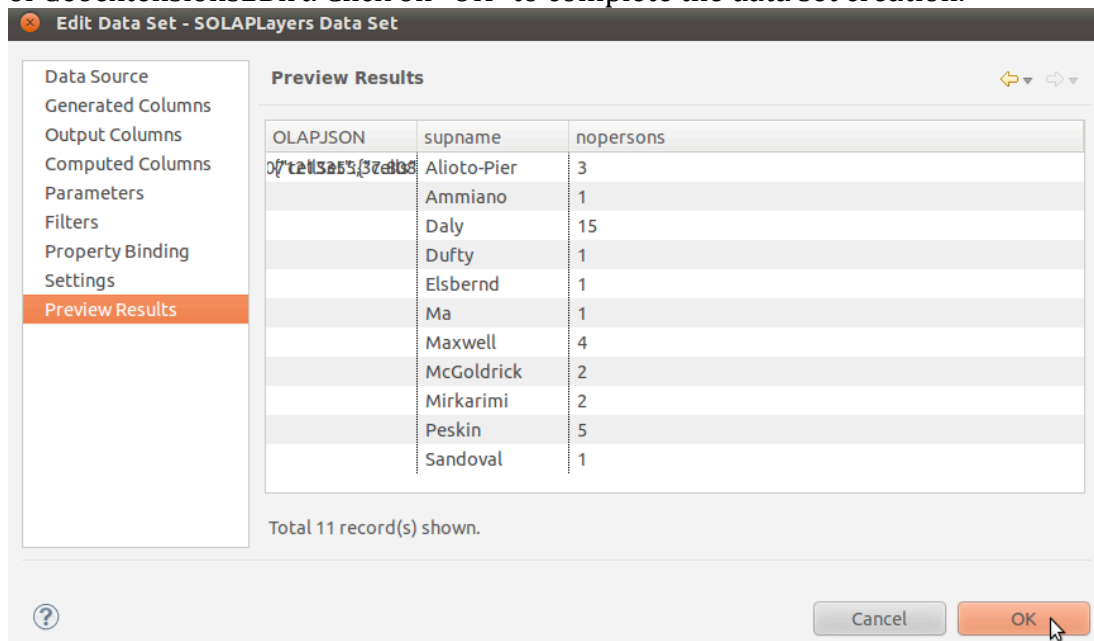 Edit Data Set - SOLAPLayers Data Set
Data Source
Generated Columns
Output Columns
Computed Columns
Parameters
Filters
Property Binding
Settings
Preview Results
Preview Results
OLAPJSON supname nopersons
Alioto-Pier 3
Ammiano 1
Daly 15
Dufty 1
Elsbernd 1
Ma 1
Maxwell 4
McGoldrick 2
Mirkarimi 2
Peskin 5
Sandoval 1
Total 11 record(s) shown.
?
Cancel OK